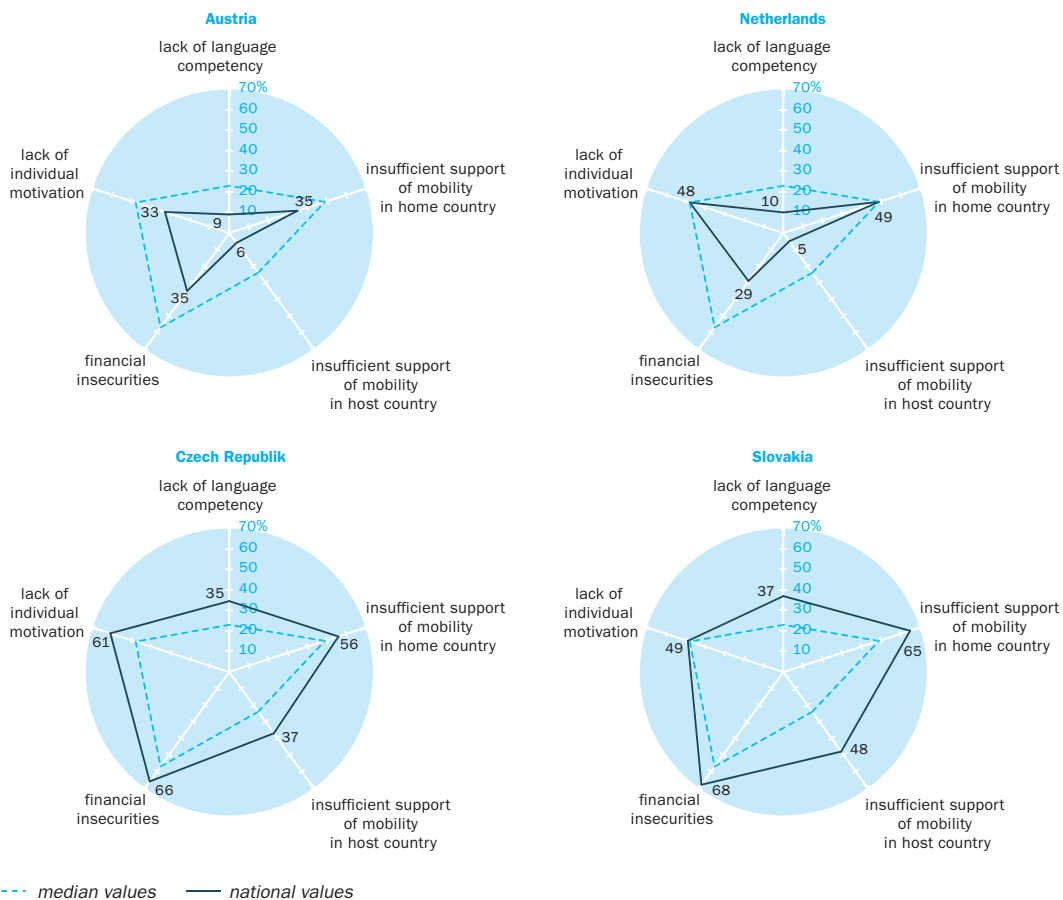 Austria
lack of language
competency
70%
60
50
40
30
20
10
lack of
individual
motivation
insufficient support
of mobility
in home country
33
9
35
6
35
financial
insecurities
insufficient support
of mobility
in host country
Netherlands
lack of language
competency
70%
60
50
40
30
20
10
lack of
individual
motivation
insufficient support
of mobility
in home country
48
10
49
5
29
financial
insecurities
insufficient support
of mobility
in host country
Czech Republik
lack of language
competency
70%
60
50
40
30
20
10
lack of
individual
motivation
insufficient support
of mobility
in home country
35
61
56
37
66
financial
insecurities
insufficient support
of mobility
in host country
Slovakia
lack of language
competency
70%
60
50
40
30
20
10
lack of
individual
motivation
insufficient support
of mobility
in home country
37
49
65
48
68
financial
insecurities
insufficient support
of mobility
in host country
median values
national values